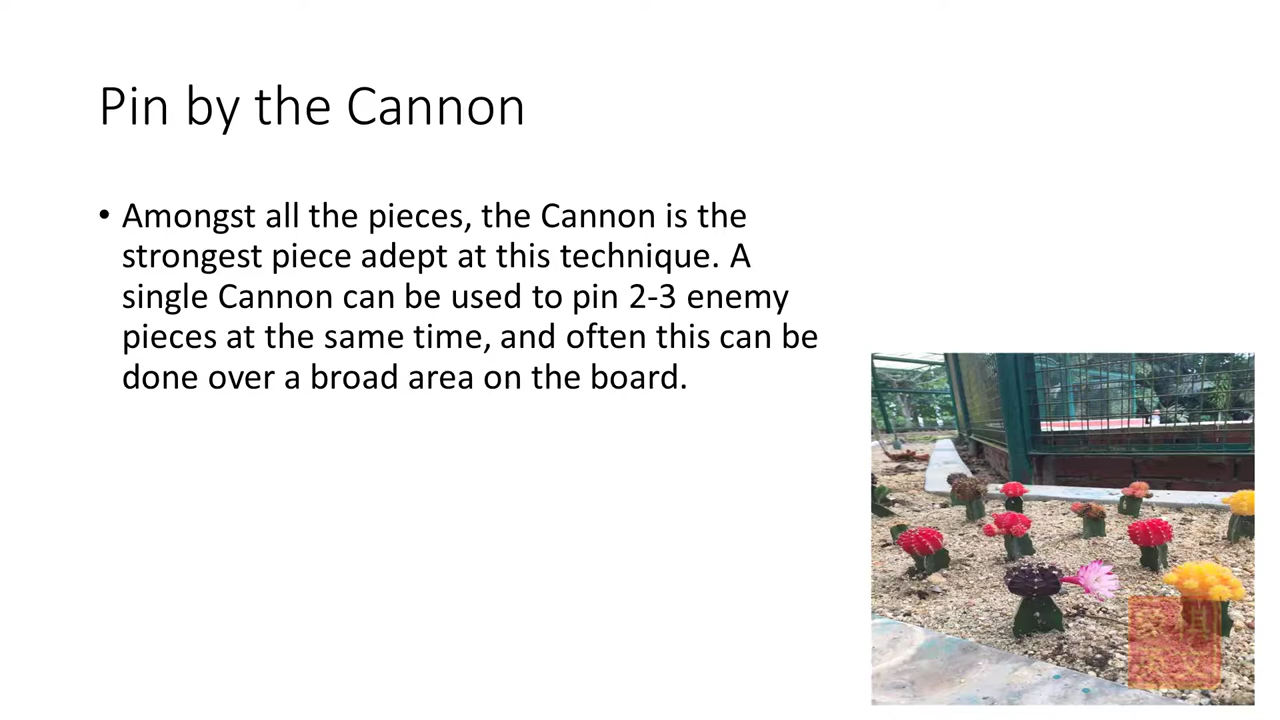 Pin by the Cannon
• Amongst all the pieces, the Cannon is the
strongest piece adept at this technique. A
single Cannon can be used to pin 2-3 enemy
pieces at the same time, and often this can be
done over a broad area on the board.